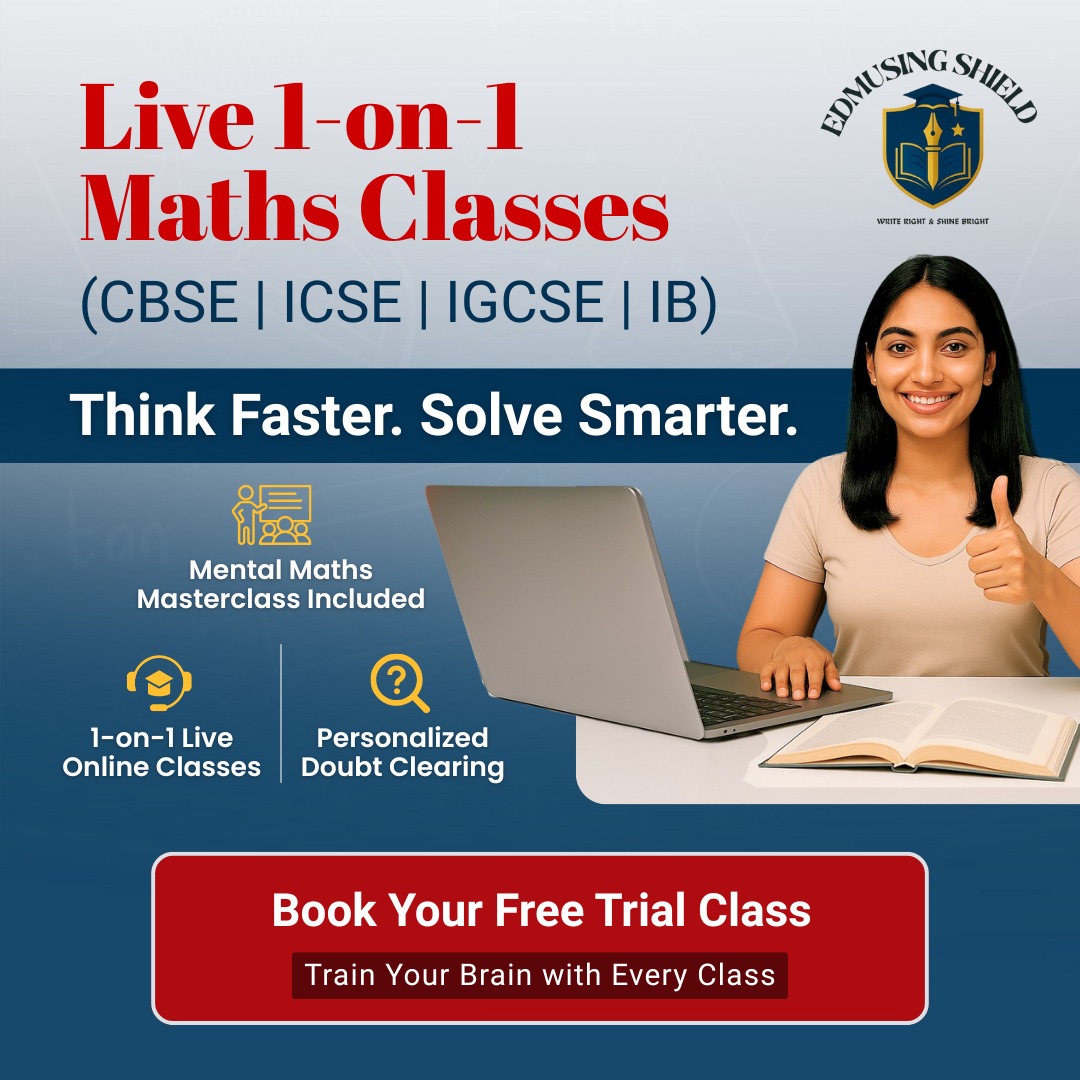 Live 1-on-1
Maths Classes
(CBSE | ICSE | IGCSE | IB)
EDMUSING SHIELD
WRITE RIGHT & SHINE BRIGHT
Think Faster. Solve Smarter.
Mental Maths
Masterclass Included
1-on-1 Live
Online Classes
Personalized
Doubt Clearing
Book Your Free Trial Class
Train Your Brain with Every Class
tan